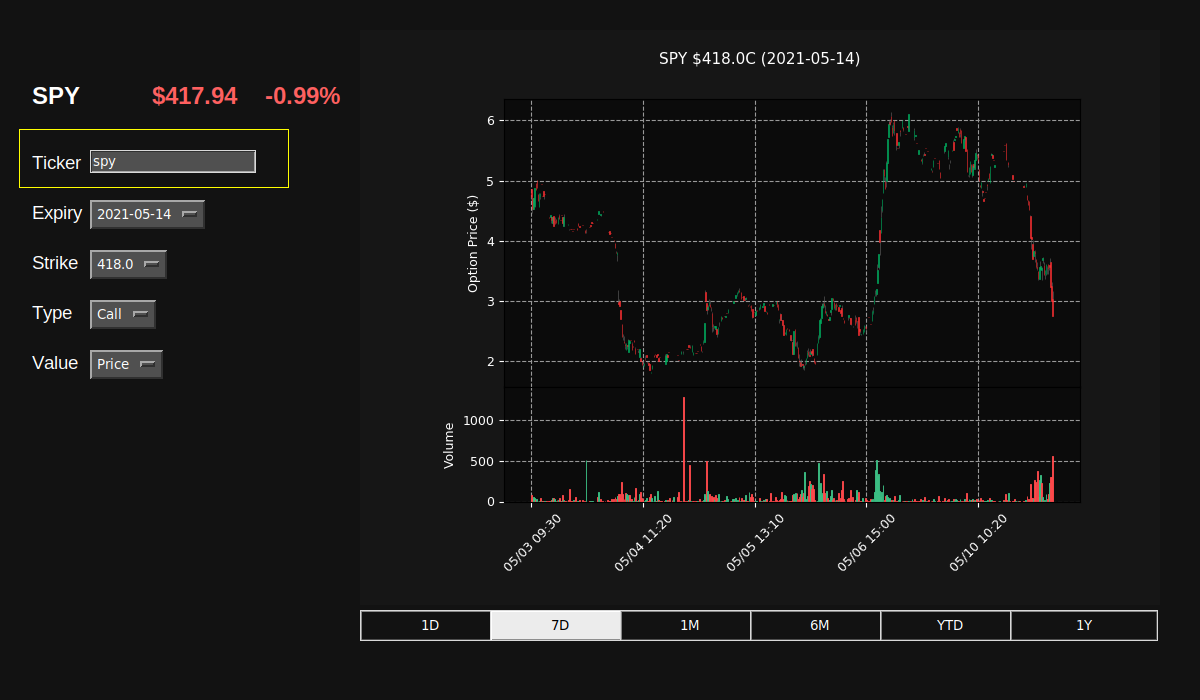 SPY $417.94 -0.99%
Ticker spy
Expiry 2021-05-14
Strike 418.0
Type Call
Value Price
SPY $418.0C (2021-05-14)
Option Price ($)
6
5
4
3
2
Volume
1000
500
0
05/03 09:30
05/04 11:20
05/05 13:10
05/06 15:00
05/10 10:20
1D 7D 1M 6M YTD 1Y